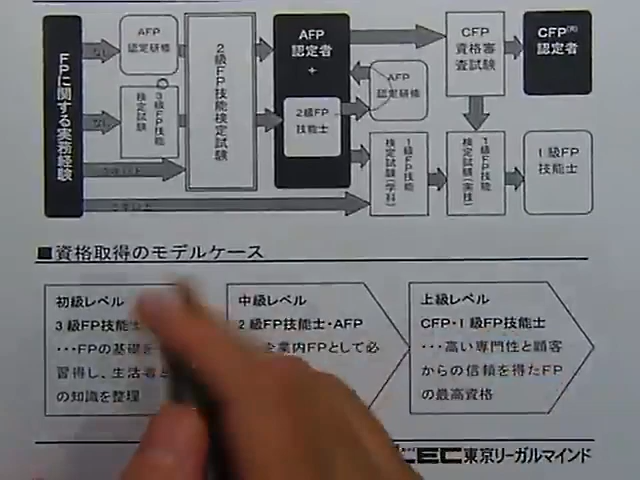 FPに関する実務経験
なし
なし
AFP
認定研修
3級FP技能
検定試験
2級FP技能検定試験
AFP
認定者
+
2級FP
技能士
AFP
認定研修
CFP
資格審
査試験
CFP(R)
認定者
1級FP技能
検定試験(学科)
1級FP技能
検定試験(実技)
1級FP
技能士
■資格取得のモデルケース
初級レベル
3級FP技能
・・・FPの基礎を
習得し、生活者と
の知識を整理
中級レベル
2級FP技能士・AFP
企業内FPとして必
上級レベル
CFP・1級FP技能士
・・・高い専門性と顧客
からの信頼を得たFP
の最高資格
LEC東京リーガルマインド